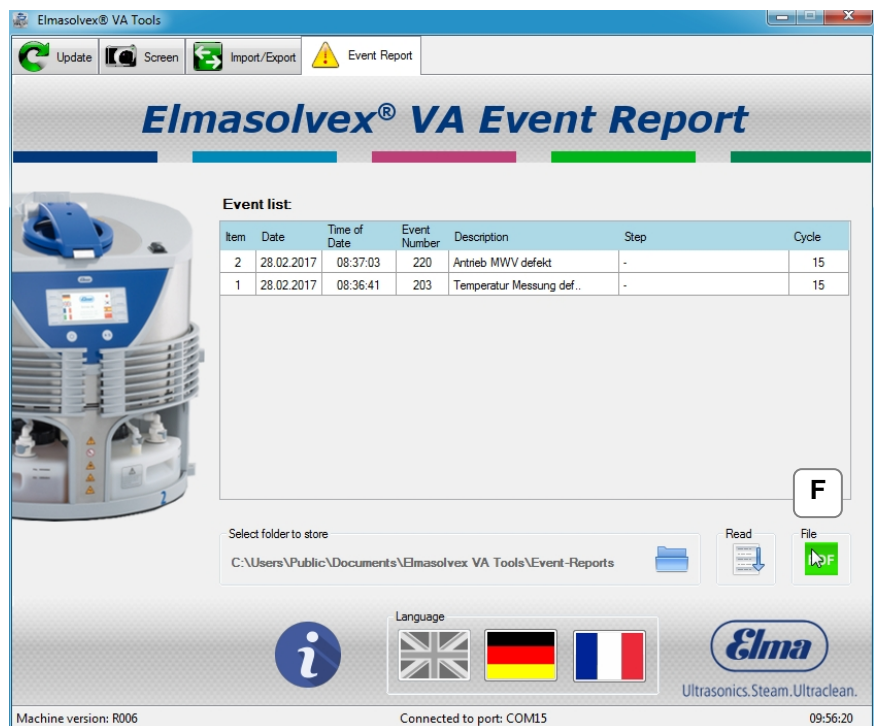 Elmasolvex® VA Tools
Update Screen Import/Export Event Report
Elmasolvex® VA Event Report
Event list:
Item Date Time of Date Event Number Description Step Cycle
2 28.02.2017 08:37:03 220 Antrieb MWV defekt - 15
1 28.02.2017 08:36:41 203 Temperatur Messung def.. - 15
F
Select folder to store Read File
C:\Users\Public\Documents\Elmasolvex VA Tools\Event-Reports
Language
i
Elma
Ultrasonics.Steam.Ultraclean.
Machine version: R006 Connected to port: COM15 09:56:20